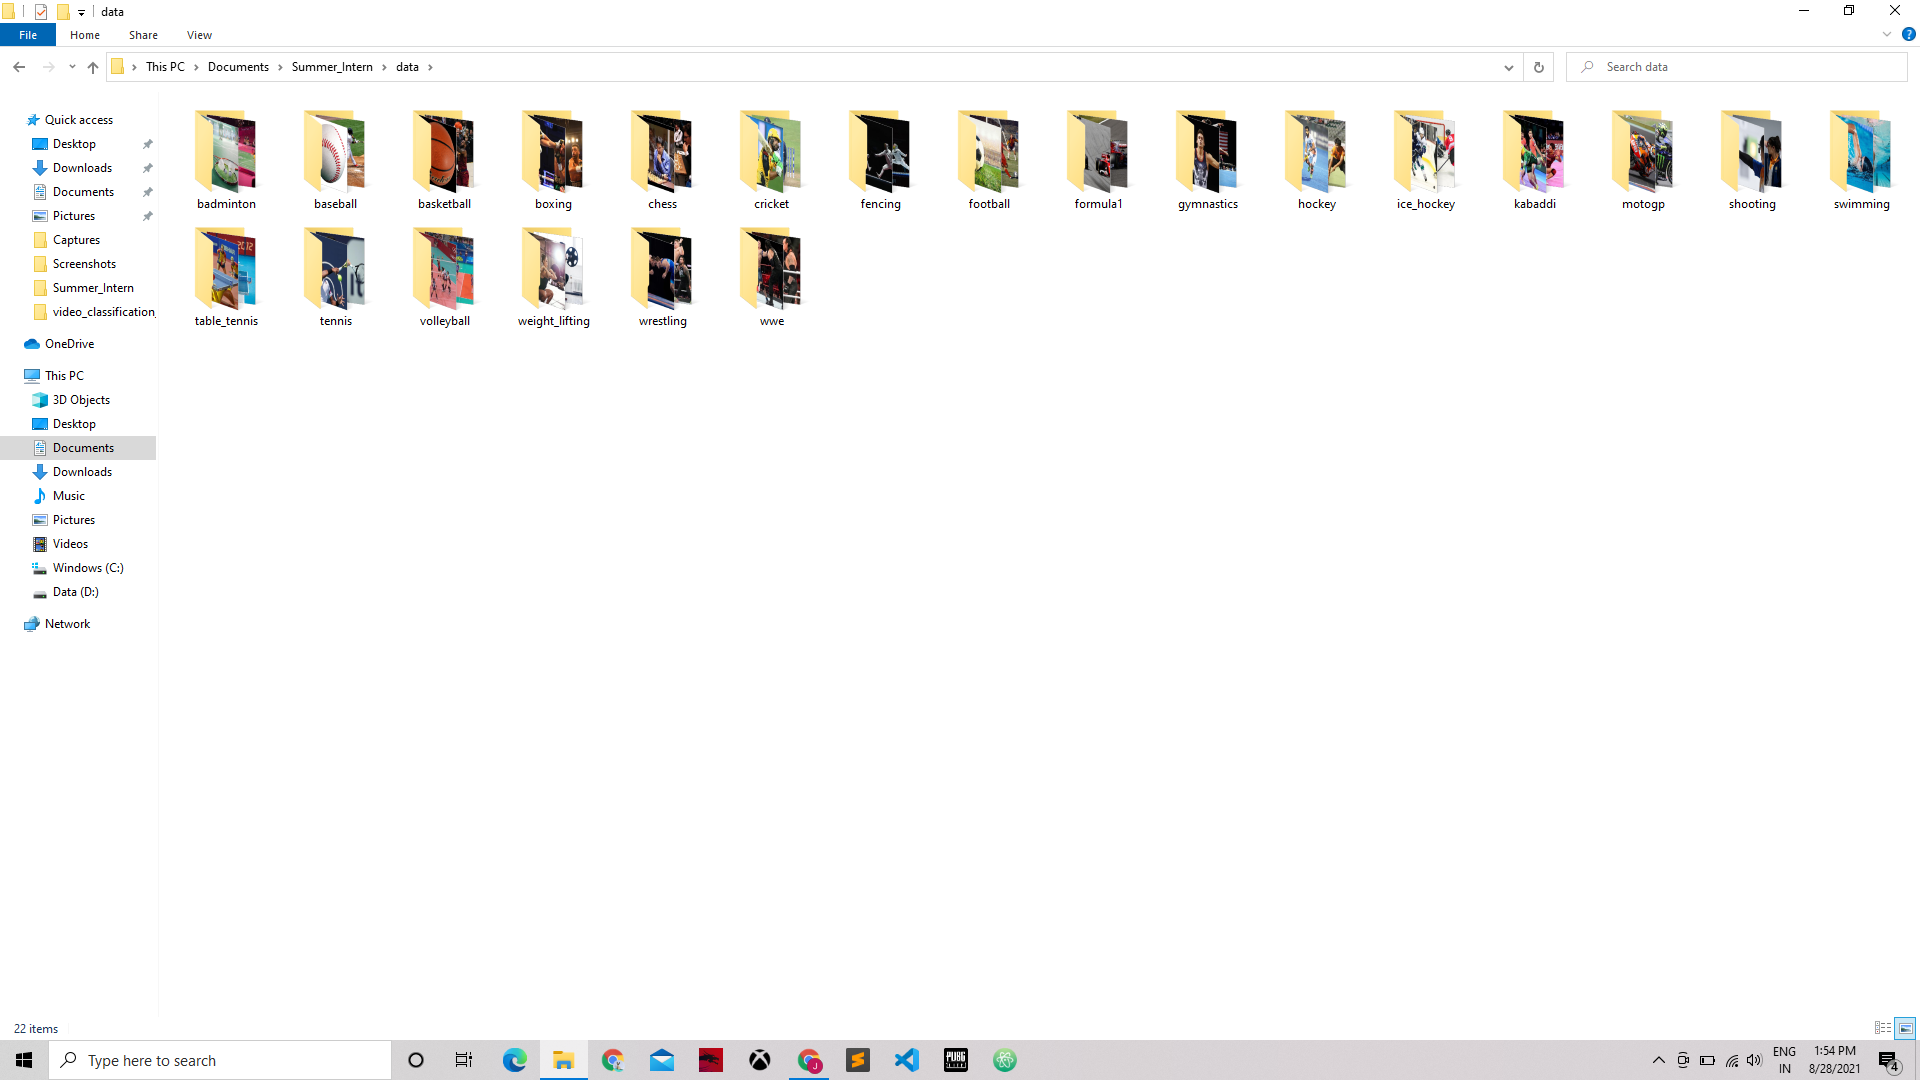 data
File Home Share View
This PC Documents Summer_Intern data
Search data
Quick access
Desktop
Downloads
Documents
Pictures
Captures
Screenshots
Summer_Intern
video_classification_
OneDrive
This PC
3D Objects
Desktop
Documents
Downloads
Music
Pictures
Videos
Windows (C:)
Data (D:)
Network
badminton baseball basketball boxing chess cricket fencing football formula1 gymnastics hockey ice_hockey kabaddi motogp shooting swimming
table_tennis tennis volleyball weight_lifting wrestling wwe
22 items
Type here to search
PUBG
ENG
IN
1:54 PM
8/28/2021
4